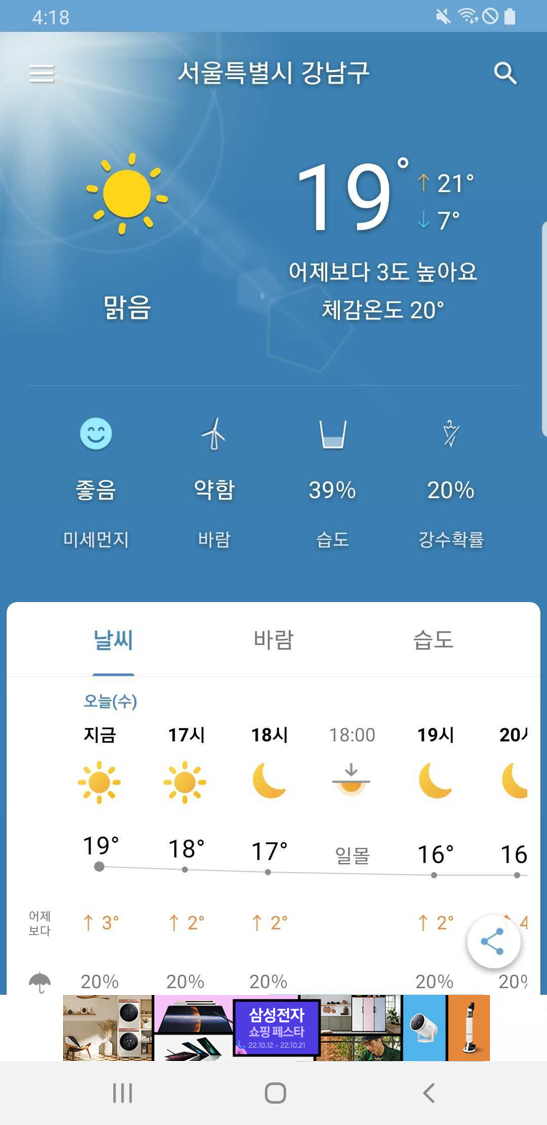 4:18
서울특별시 강남구
19° ↑ 21°
↓ 7°
어제보다 3도 높아요
맑음
체감온도 20°
좋음 약함 39% 20%
미세먼지 바람 습도 강수확률
날씨 바람 습도
오늘(수)
지금 17시 18시 18:00 19시 20시
19° 18° 17° 일몰 16° 16
어제
보다
↑ 3° ↑ 2° ↑ 2° ↑ 2° ↑ 4
20% 20% 20% 20% 20%
삼성전자
쇼핑 페스타
22.10.12 ~ 22.10.21